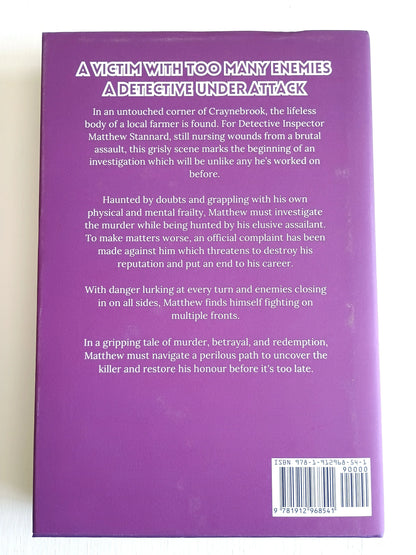 A VICTIM WITH TOO MANY ENEMIES
A DETECTIVE UNDER ATTACK
In an untouched corner of Craynebrook, the lifeless
body of a local farmer is found. For Detective Inspector
Matthew Stannard, still nursing wounds from a brutal
assault, this grisly scene marks the beginning of an
investigation which will be unlike any he's worked on
before.
Haunted by doubts and grappling with his own
physical and mental frailty, Matthew must investigate
the murder while being hunted by his elusive assailant.
To make matters worse, an official complaint has been
made against him which threatens to destroy his
reputation and put an end to his career.
With danger lurking at every turn and enemies closing
in on all sides, Matthew finds himself fighting on
multiple fronts.
In a gripping tale of murder, betrayal, and redemption,
Matthew must navigate a perilous path to uncover the
killer and restore his honour before it's too late.
ISBN 978-1-912968-54-1
90000
9 781912 968541